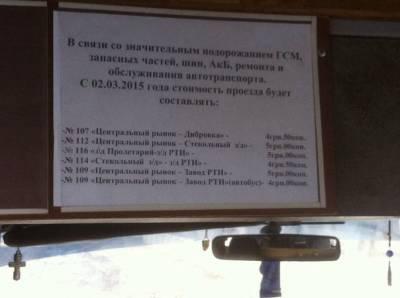 В связи со значительным подорожанием ГСМ,
запасных частей, шин, АкБ, ремонта и
обслуживания автотранспорта.
С 02.03.2015 года стоимость проезда будет
составлять:
-№ 107 «Центральный рынок – Дибровка» - 4грн.50коп.
-№ 112 «Центральный рынок – Стекольный з/д» - 5грн.00коп.
-№ 116 «з/д Пролетарий-з/д РТИ» - 5грн.00коп.
-№ 114 «Стекольный з/д» - з/д РТИ» - 4грн.50коп.
-№ 109 «Центральный рынок – Завод РТИ» - 5грн.00коп.
-№ 109 «Центральный рынок – Завод РТИ»(автобус)- 4грн.00коп.